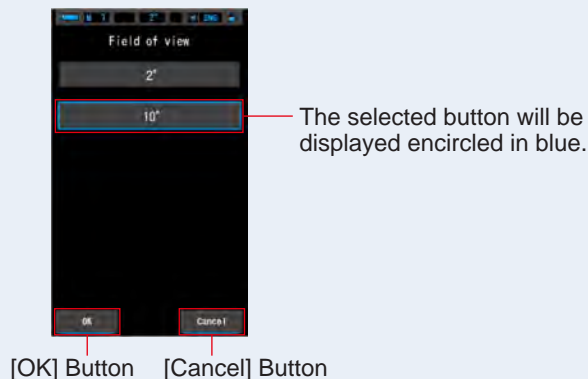 2°
Field of view
2°
10°
The selected button will be
displayed encircled in blue.
OK
Cancel
[OK] Button
[Cancel] Button